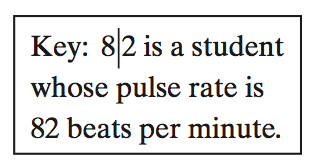 Key: 8|2 is a student
whose pulse rate is
82 beats per minute.